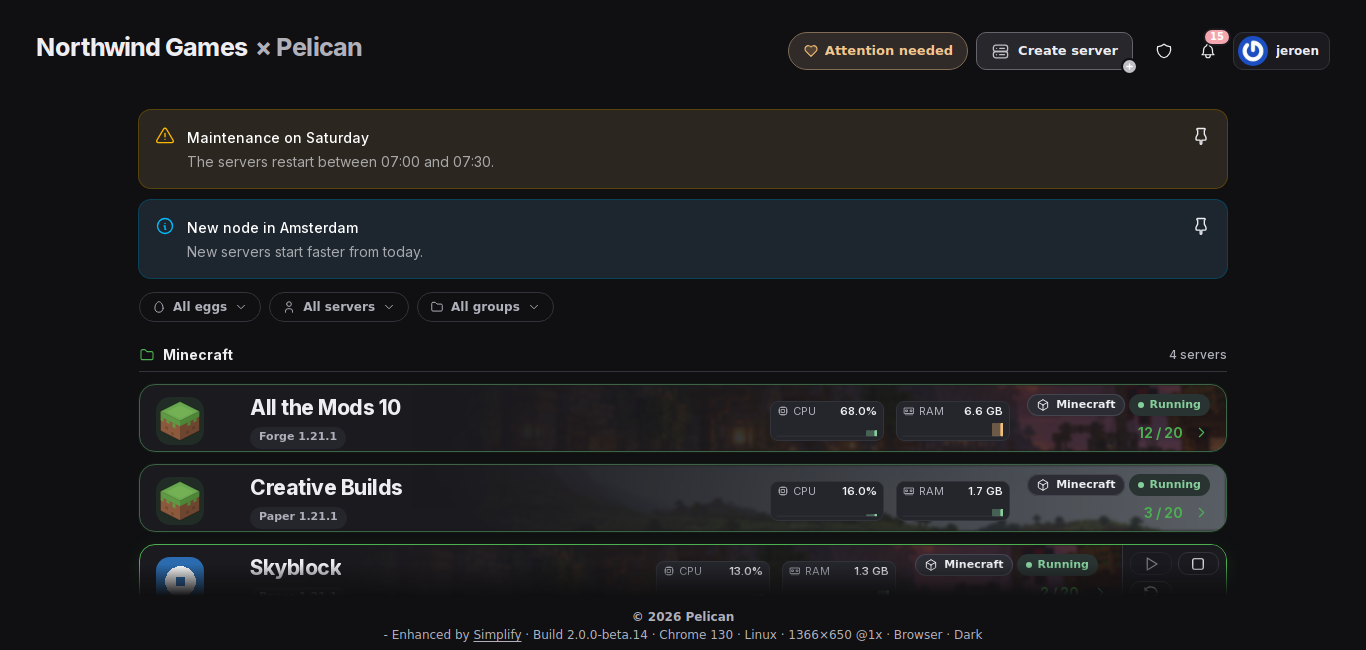 Northwind Games × Pelican
Attention needed
Create server
15
jeroen
Maintenance on Saturday
The servers restart between 07:00 and 07:30.
New node in Amsterdam
New servers start faster from today.
All eggs
All servers
All groups
Minecraft
4 servers
All the Mods 10
Forge 1.21.1
CPU 68.0%
RAM 6.6 GB
Minecraft
Running
12 / 20
Creative Builds
Paper 1.21.1
CPU 16.0%
RAM 1.7 GB
Minecraft
Running
3 / 20
Skyblock
CPU 13.0%
RAM 1.3 GB
Minecraft
Running
2 / 20
© 2026 Pelican
- Enhanced by Simplify · Build 2.0.0-beta.14 · Chrome 130 · Linux · 1366×650 @1x · Browser · Dark